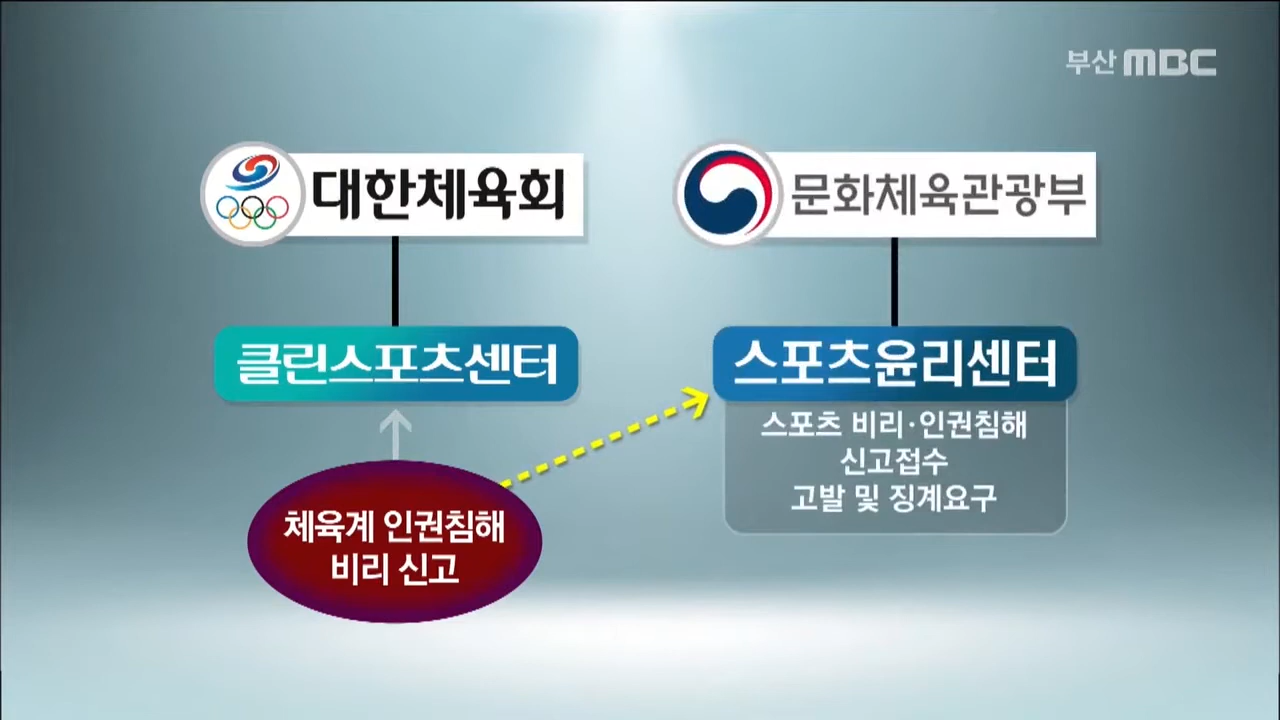 부산 MBC
대한체육회
문화체육관광부
클린스포츠센터
스포츠윤리센터
스포츠 비리·인권침해
신고접수
고발 및 징계요구
체육계 인권침해
비리 신고